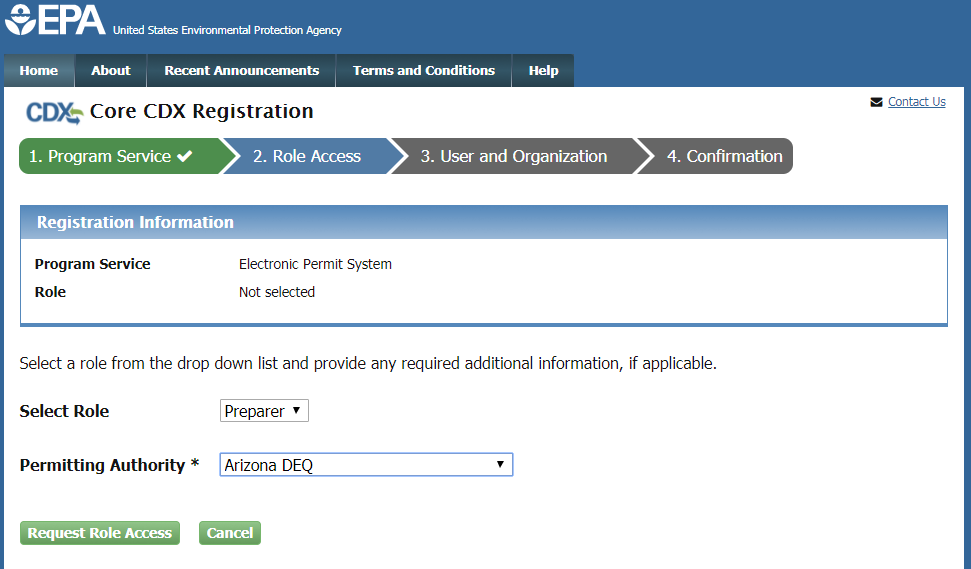 EPA United States Environmental Protection Agency
Home About Recent Announcements Terms and Conditions Help
CDX Core CDX Registration Contact Us
1. Program Service 2. Role Access 3. User and Organization 4. Confirmation
Registration Information
Program Service Electronic Permit System
Role Not selected
Select a role from the drop down list and provide any required additional information, if applicable.
Select Role Preparer
Permitting Authority * Arizona DEQ
Request Role Access Cancel